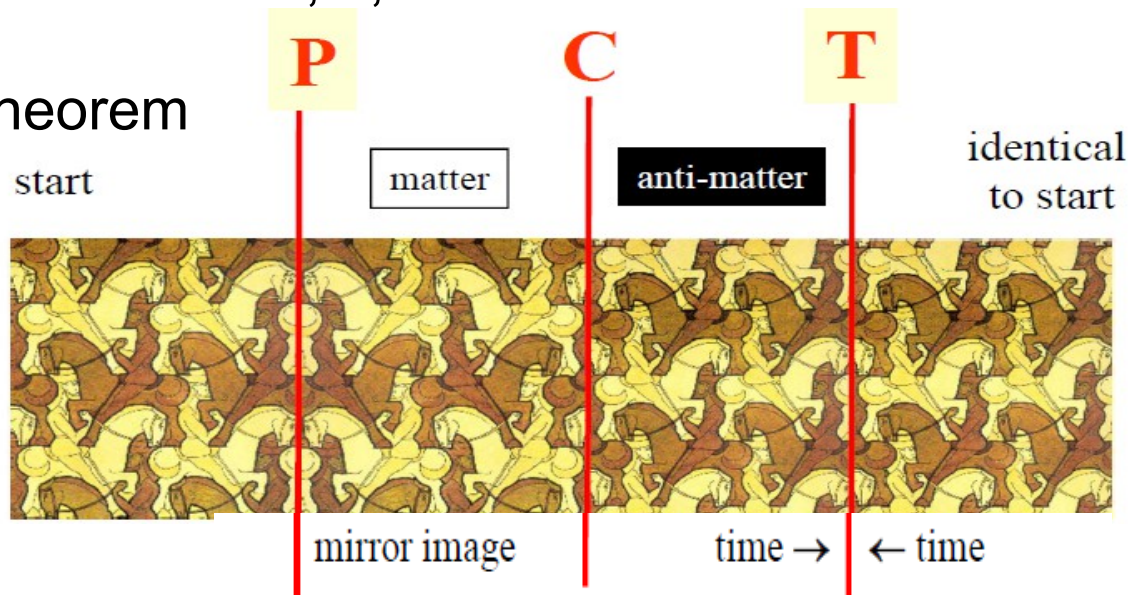 P C T
heorem
start
matter
anti-matter
identical
to start
mirror image
time → ← time